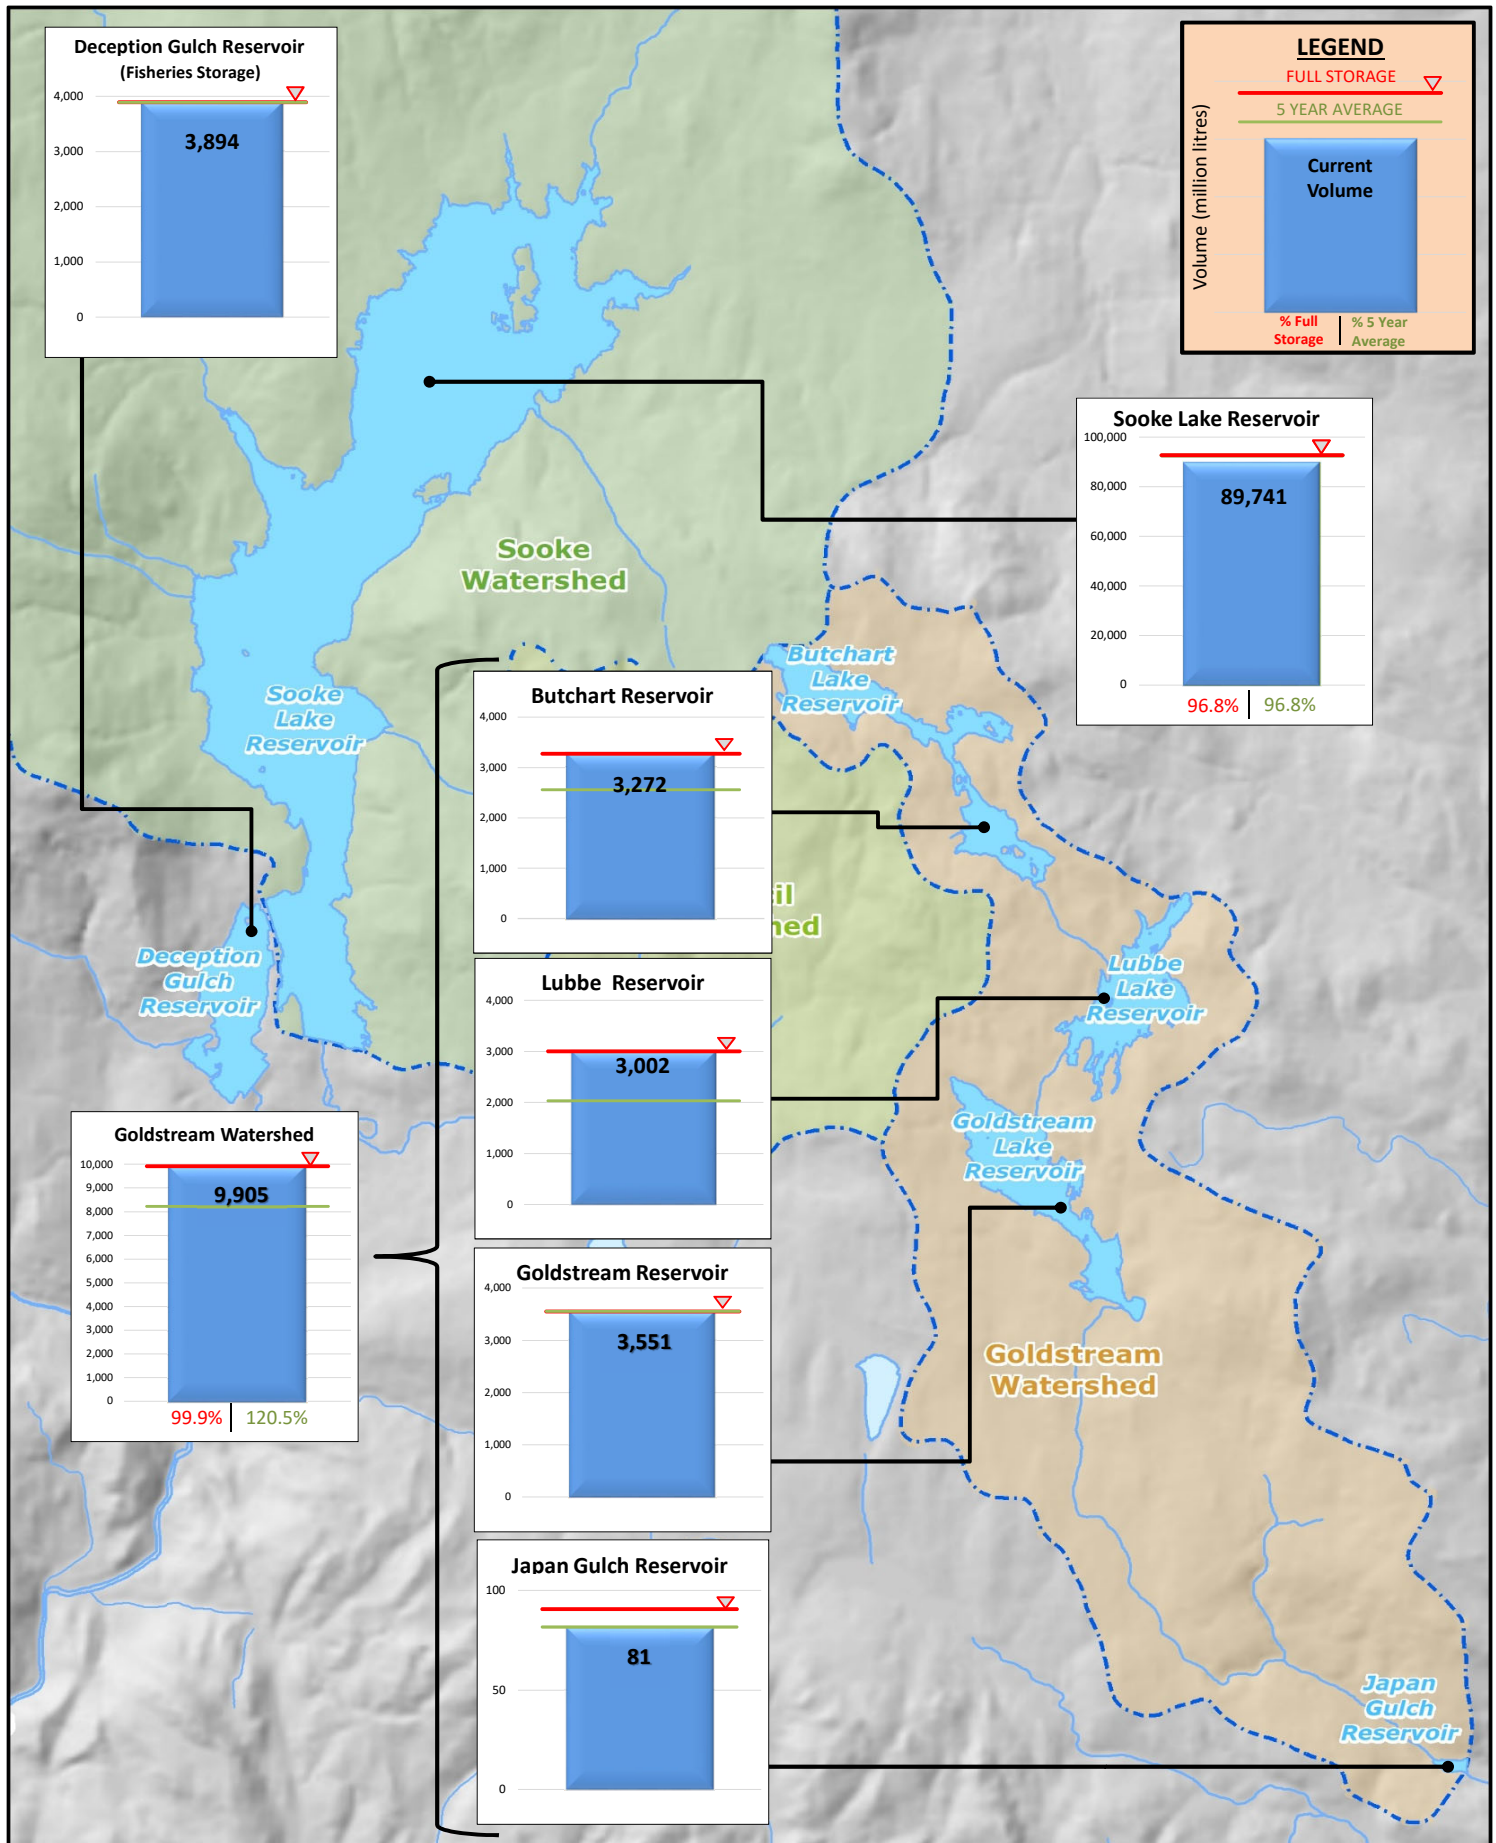 Deception Gulch Reservoir
(Fisheries Storage)
4,000
3,000
2,000
1,000
0
3,894
LEGEND
FULL STORAGE
5 YEAR AVERAGE
Current
Volume
Volume (million litres)
% Full
Storage
% 5 Year
Average
Sooke Lake Reservoir
100,000
80,000
60,000
40,000
20,000
0
89,741
96.8%
96.8%
Sooke
Watershed
Sooke
Lake
Reservoir
Butchart
Lake
Reservoir
Butchart Reservoir
4,000
3,000
2,000
1,000
0
3,272
Deception
Gulch
Reservoir
Lubbe
Lake
Reservoir
Lubbe Reservoir
4,000
3,000
2,000
1,000
0
3,002
Goldstream
Lake
Reservoir
Goldstream Watershed
10,000
9,000
8,000
7,000
6,000
5,000
4,000
3,000
2,000
1,000
0
9,905
99.9%
120.5%
Goldstream Reservoir
4,000
3,000
2,000
1,000
0
3,551
Goldstream
Watershed
Japan Gulch Reservoir
100
50
0
81
Japan
Gulch
Reservoir